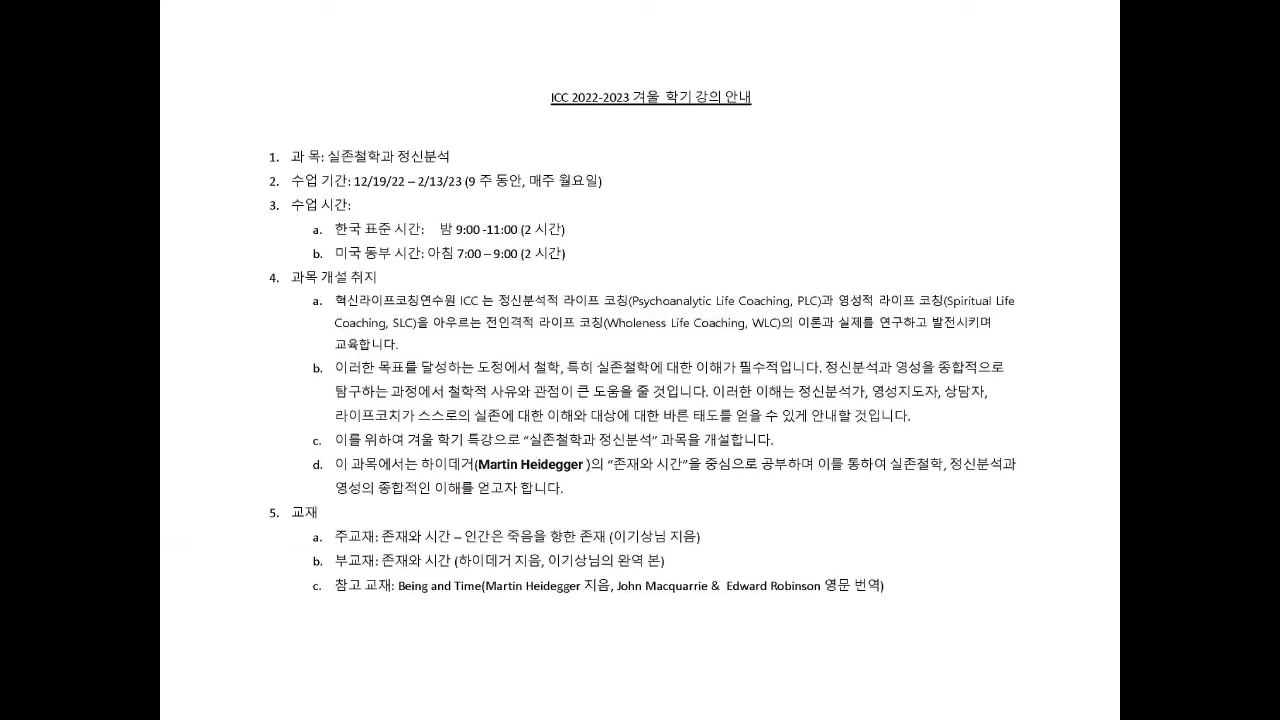 ICC 2022-2023 겨울 학기 강의 안내
1. 과 목: 실존철학과 정신분석
2. 수업 기간: 12/19/22 – 2/13/23 (9 주 동안, 매주 월요일)
3. 수업 시간:
a. 한국 표준 시간: 밤 9:00 -11:00 (2 시간)
b. 미국 동부 시간: 아침 7:00 – 9:00 (2 시간)
4. 과목 개설 취지
a. 혁신라이프코칭연수원 ICC 는 정신분석적 라이프 코칭(Psychoanalytic Life Coaching, PLC)과 영성적 라이프 코칭(Spiritual Life
Coaching, SLC)을 아우르는 전인격적 라이프 코칭(Wholeness Life Coaching, WLC)의 이론과 실제를 연구하고 발전시키며
교육합니다.
b. 이러한 목표를 달성하는 도정에서 철학, 특히 실존철학에 대한 이해가 필수적입니다. 정신분석과 영성을 종합적으로
탐구하는 과정에서 철학적 사유와 관점이 큰 도움을 줄 것입니다. 이러한 이해는 정신분석가, 영성지도자, 상담자,
라이프코치가 스스로의 실존에 대한 이해와 대상에 대한 바른 태도를 얻을 수 있게 안내할 것입니다.
c. 이를 위하여 겨울 학기 특강으로 “실존철학과 정신분석” 과목을 개설합니다.
d. 이 과목에서는 하이데거(Martin Heidegger )의 “존재와 시간”을 중심으로 공부하며 이를 통하여 실존철학, 정신분석과
영성의 종합적인 이해를 얻고자 합니다.
5. 교재
a. 주교재: 존재와 시간 – 인간은 죽음을 향한 존재 (이기상님 지음)
b. 부교재: 존재와 시간 (하이데거 지음, 이기상님의 완역 본)
c. 참고 교재: Being and Time(Martin Heidegger 지음, John Macquarrie & Edward Robinson 영문 번역)